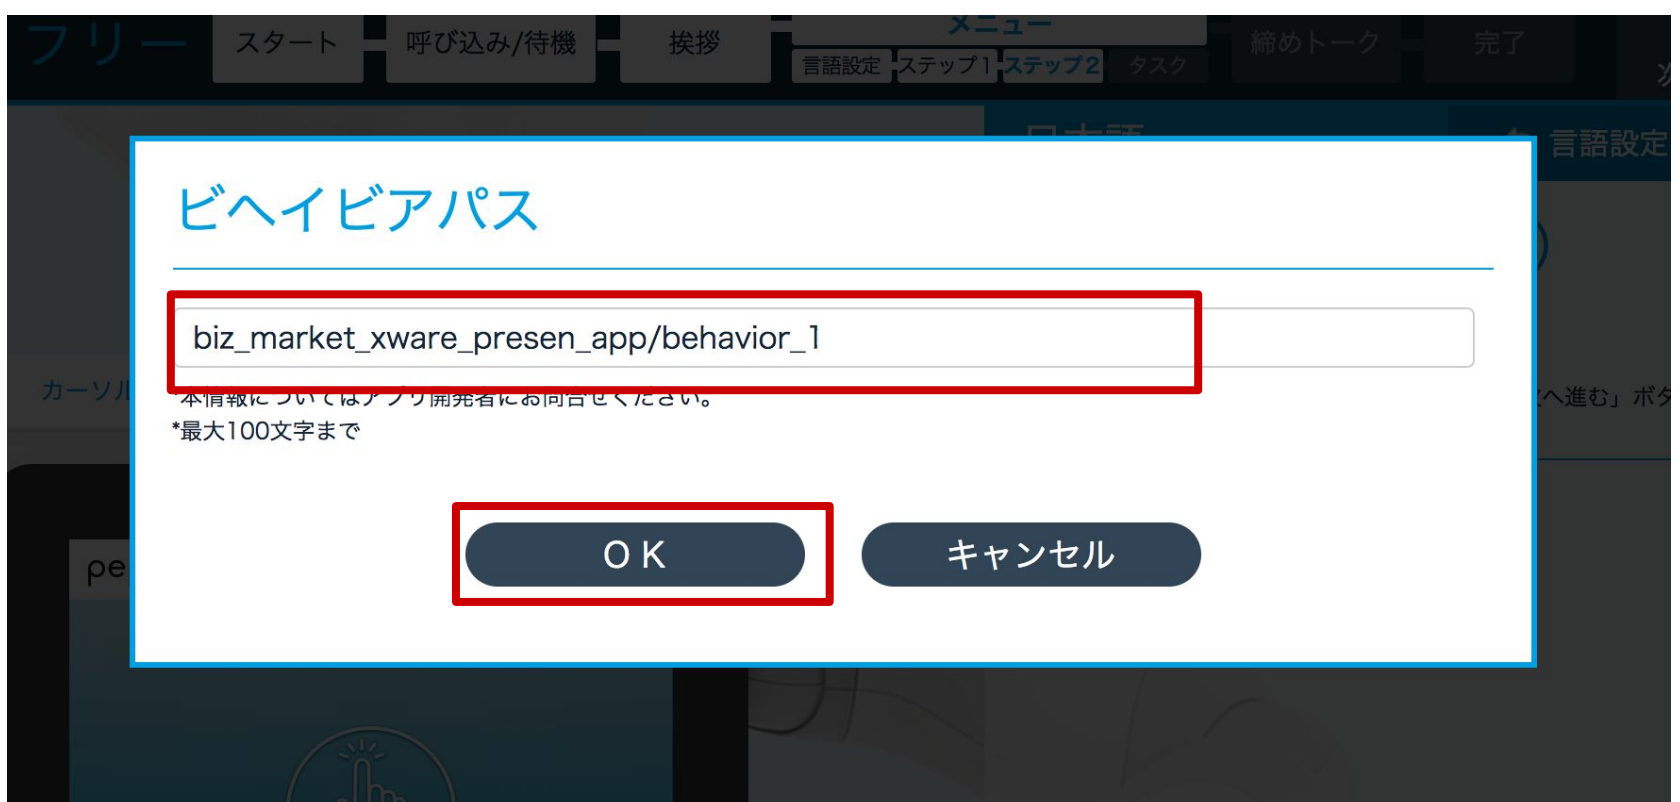 フリー
スタート
呼び込み/待機
挨拶
メニュー
言語設定
ステップ1
ステップ2
タスク
締めトーク
完了
日本語
言語設定
ビヘイビアパス
biz_market_xware_presen_app/behavior_1
*本情報についてはアプリ開発者にお問合せください。
*最大100文字まで
カーソル
へ進む」ボタ
OK
キャンセル
pe